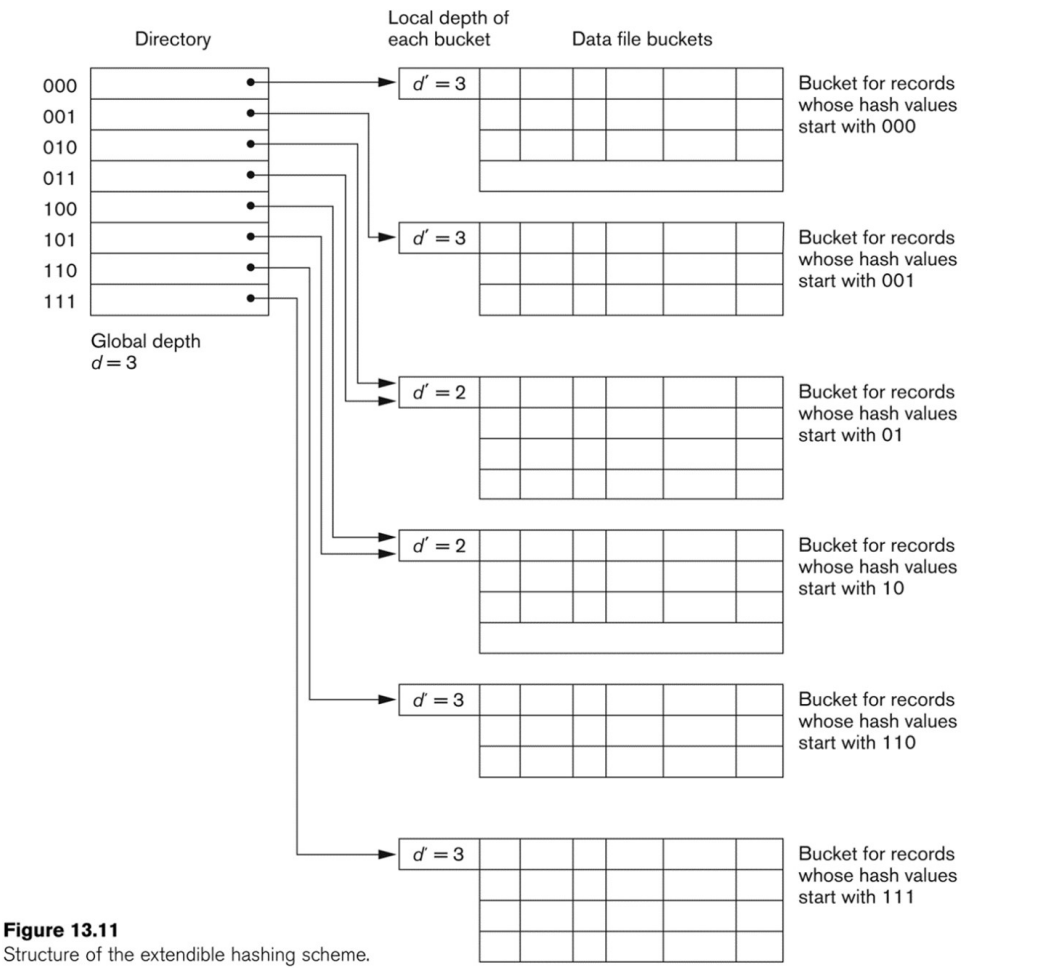 Directory
Local depth of
each bucket
Data file buckets
000
001
010
011
100
101
110
111
Global depth
d = 3
d′ = 3
Bucket for records
whose hash values
start with 000
d′ = 3
Bucket for records
whose hash values
start with 001
d′ = 2
Bucket for records
whose hash values
start with 01
d′ = 2
Bucket for records
whose hash values
start with 10
d′ = 3
Bucket for records
whose hash values
start with 110
d′ = 3
Bucket for records
whose hash values
start with 111
Figure 13.11
Structure of the extendible hashing scheme.